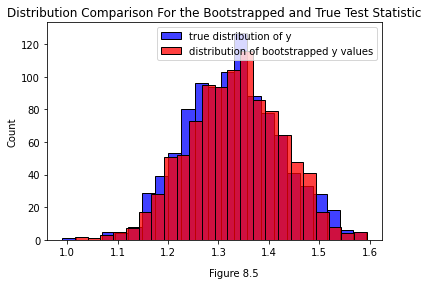 Distribution Comparison For the Bootstrapped and True Test Statistic
true distribution of y
distribution of bootstrapped y values
120
100
80
60
40
20
0
Count
1.0 1.1 1.2 1.3 1.4 1.5 1.6
Figure 8.5